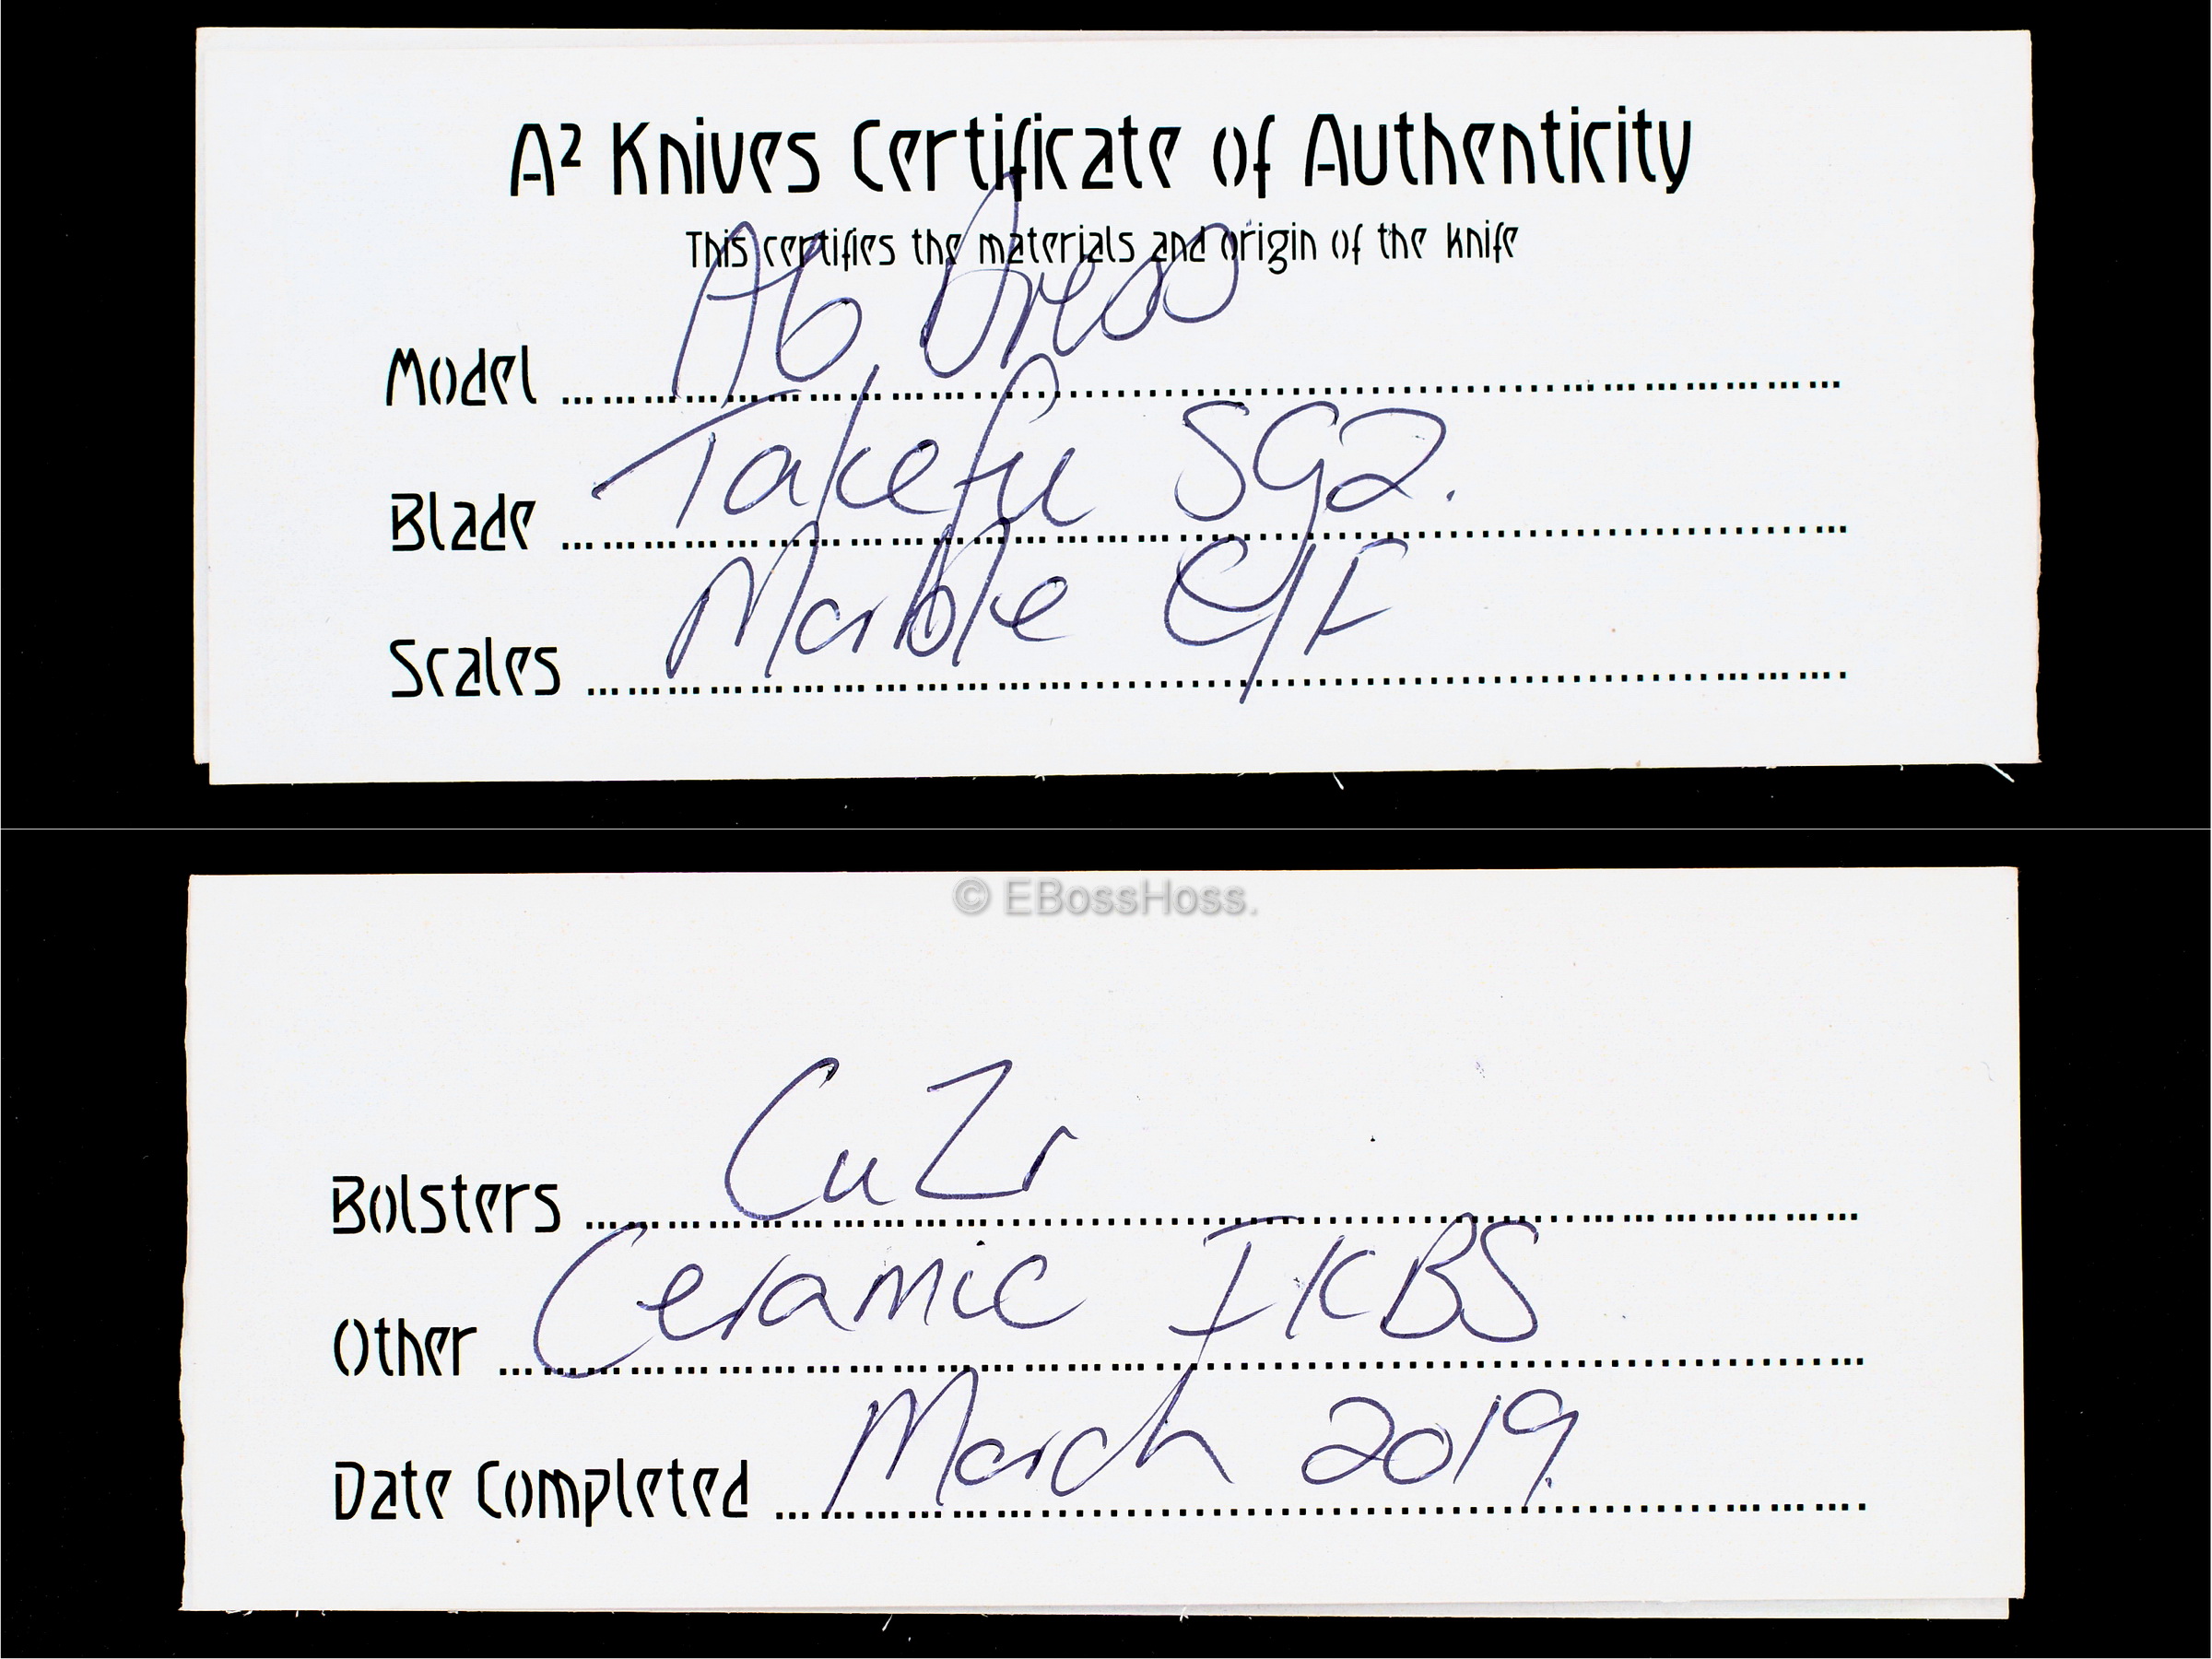 A² Knives Certificate of Authenticity
This certifies the materials and origin of the knife
Model A6 Dress
Blade Takefu SG2.
Scales Marble C/F
© EBossHoss.
Bolsters CuZr
Other Ceramic IKBS
Date Completed March 2019.